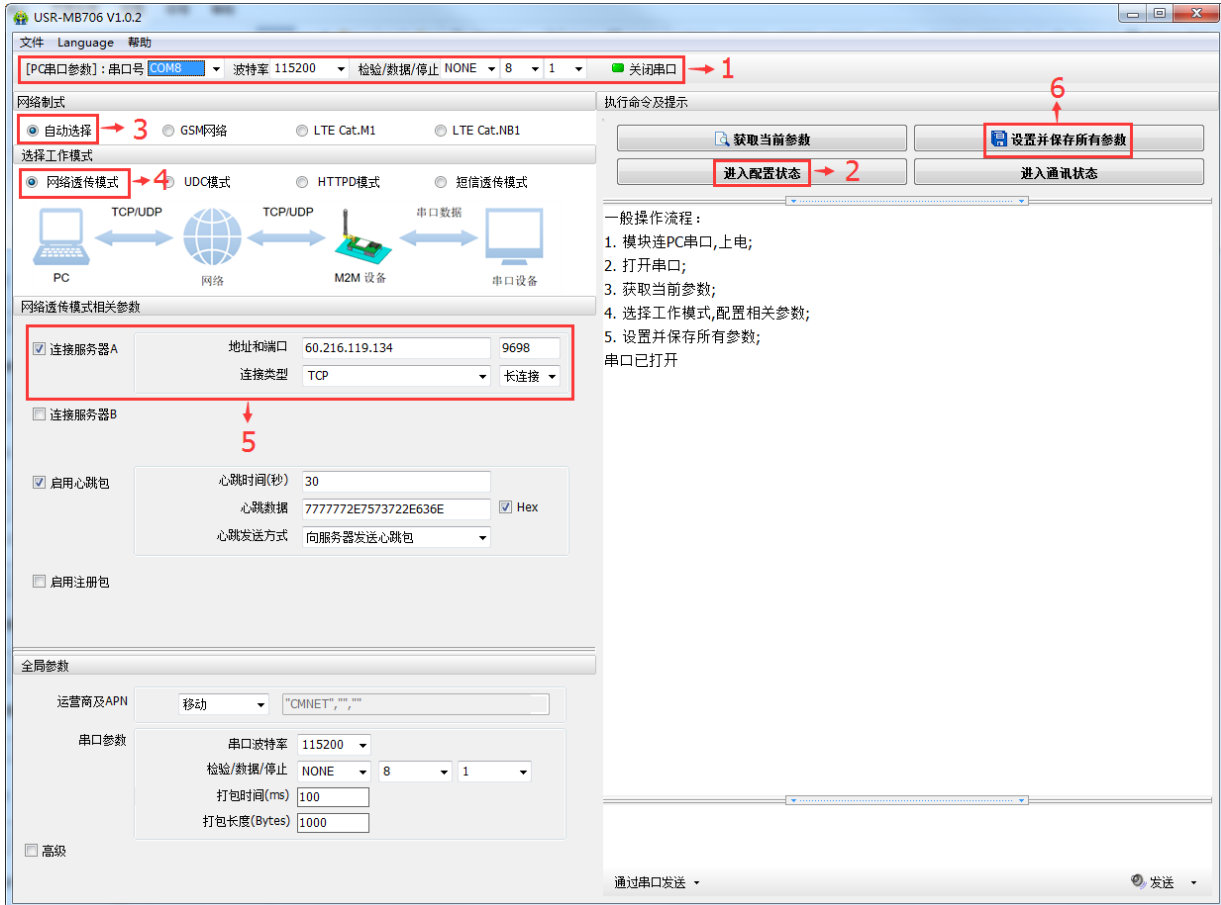 USR-MB706 V1.0.2
文件 Language 帮助
[PC串口参数]：串口号 COM8 波特率 115200 检验/数据/停止 NONE 8 1 关闭串口 1
网络制式
自动选择 3 GSM网络 LTE Cat.M1 LTE Cat.NB1
选择工作模式
网络透传模式 4 UDC模式 HTTPD模式 短信透传模式
TCP/UDP TCP/UDP 串口数据
PC 网络 M2M 设备 串口设备
网络透传模式相关参数
连接服务器A 地址和端口 60.216.119.134 9698
连接类型 TCP 长连接
连接服务器B
5
启用心跳包 心跳时间(秒) 30
心跳数据 7777772E7573722E636E Hex
心跳发送方式 向服务器发送心跳包
启用注册包
全局参数
运营商及APN 移动 "CMNET","",""
串口参数 串口波特率 115200
检验/数据/停止 NONE 8 1
打包时间(ms) 100
打包长度(Bytes) 1000
高级
执行命令及提示
6
获取当前参数 设置并保存所有参数
进入配置状态 2 进入通讯状态
一般操作流程：
1. 模块连PC串口,上电;
2. 打开串口;
3. 获取当前参数;
4. 选择工作模式,配置相关参数;
5. 设置并保存所有参数;
串口已打开
通过串口发送 发送